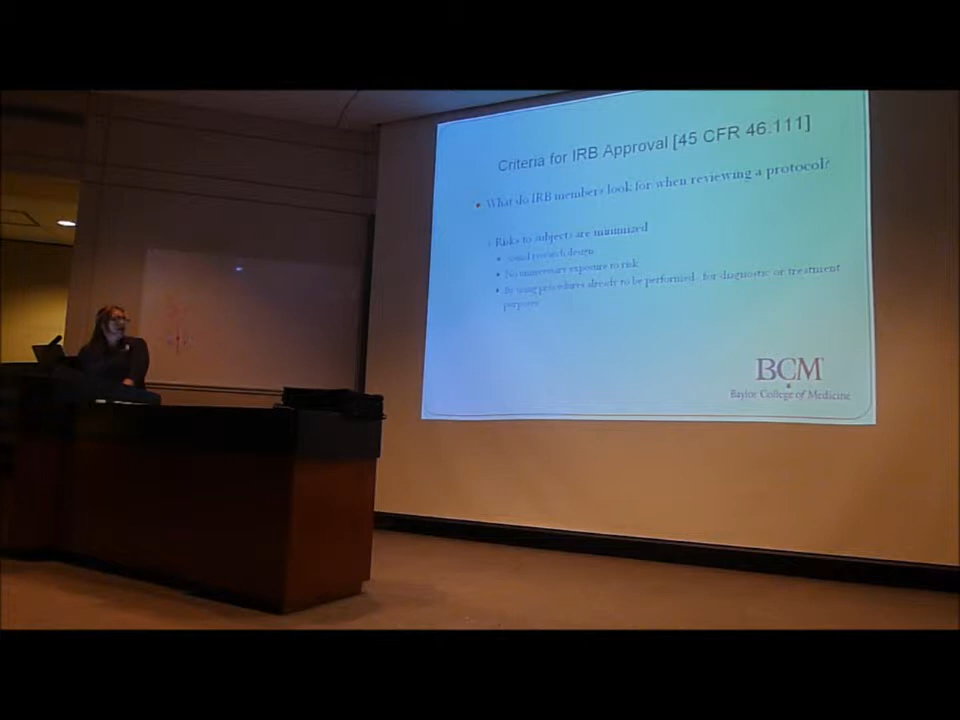 Criteria for IRB Approval [45 CFR 46.111]
What do IRB members look for when reviewing a protocol?
Risks to subjects are minimized
sound research design
No unnecessary exposure to risk
By using procedures already to be performed for diagnostic or treatment
purposes
BCM
Baylor College of Medicine